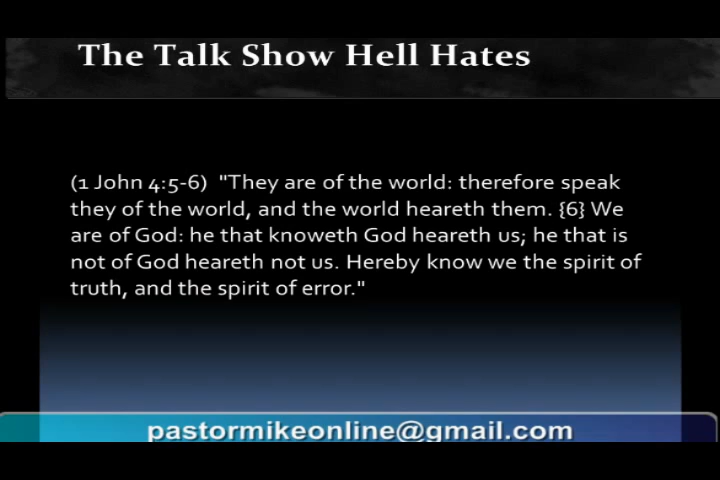 The Talk Show Hell Hates
(1 John 4:5-6) "They are of the world: therefore speak
they of the world, and the world heareth them. {6} We
are of God: he that knoweth God heareth us; he that is
not of God heareth not us. Hereby know we the spirit of
truth, and the spirit of error."
pastormikeonline@gmail.com